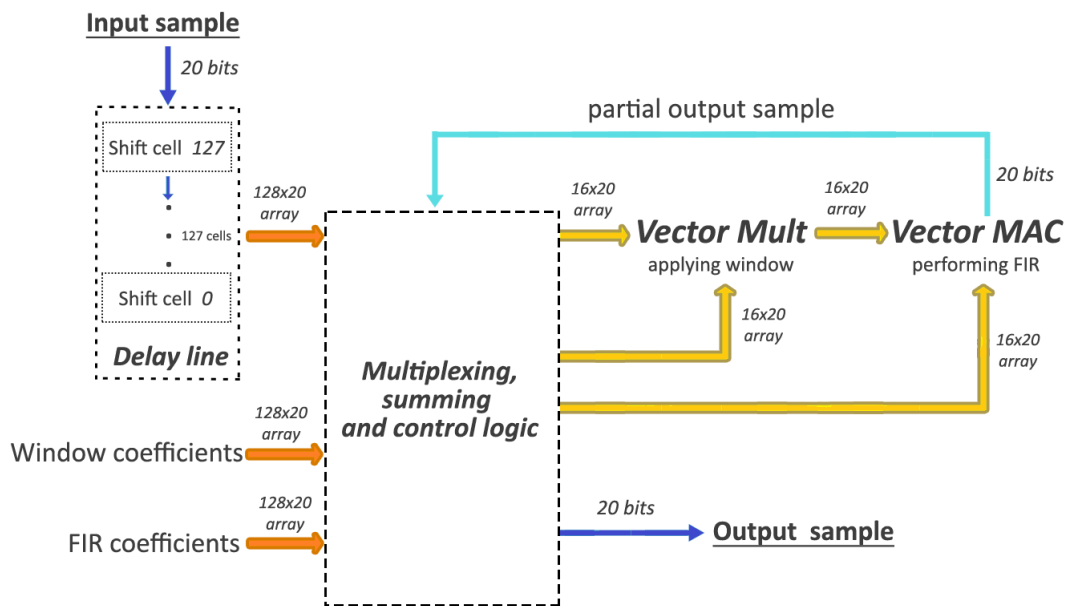 Input sample
20 bits
Shift cell 127
127 cells
Shift cell 0
Delay line
128x20
array
Window coefficients
128x20
array
FIR coefficients
128x20
array
Multiplexing,
summing
and control logic
partial output sample
20 bits
16x20
array
Vector Mult
applying window
16x20
array
Vector MAC
performing FIR
16x20
array
16x20
array
20 bits
Output sample